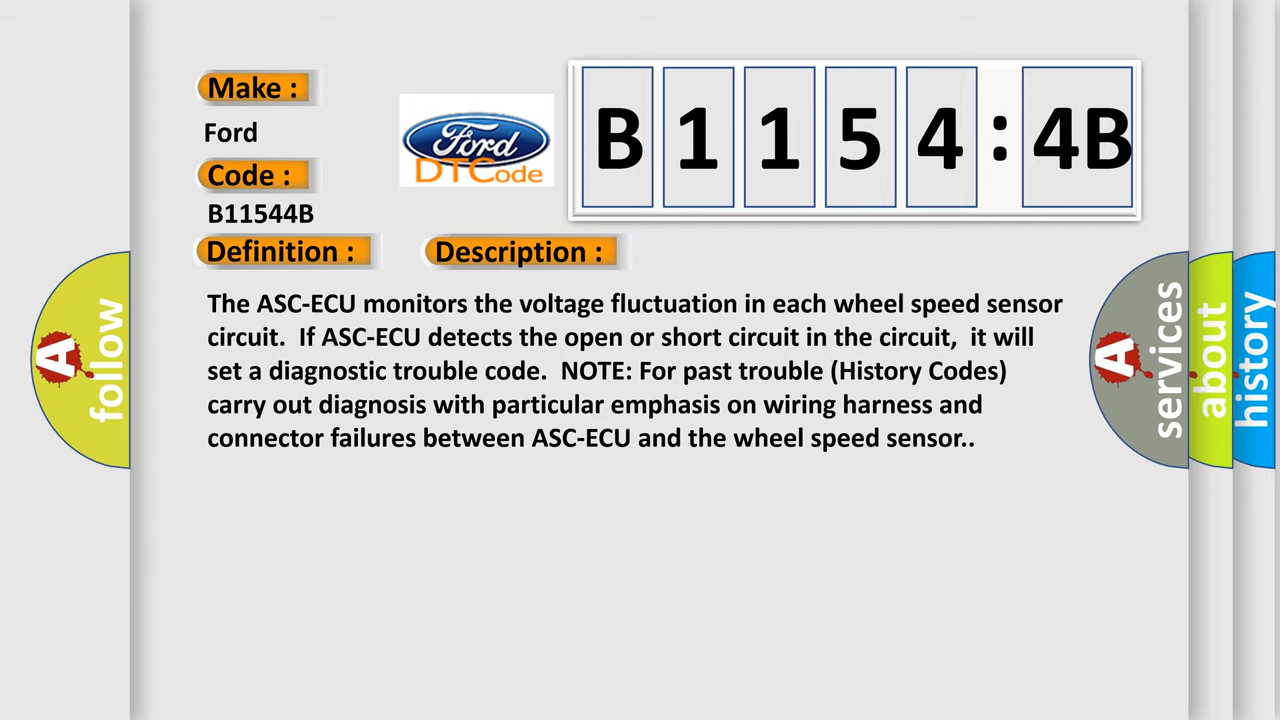 Make :
Ford
Code :
B11544B
Ford
DTCode
B 1 1 5 4 : 4B
Definition :
Description :
The ASC-ECU monitors the voltage fluctuation in each wheel speed sensor
circuit. If ASC-ECU detects the open or short circuit in the circuit, it will
set a diagnostic trouble code. NOTE: For past trouble (History Codes)
carry out diagnosis with particular emphasis on wiring harness and
connector failures between ASC-ECU and the wheel speed sensor..
A
follow
A
services
about
history